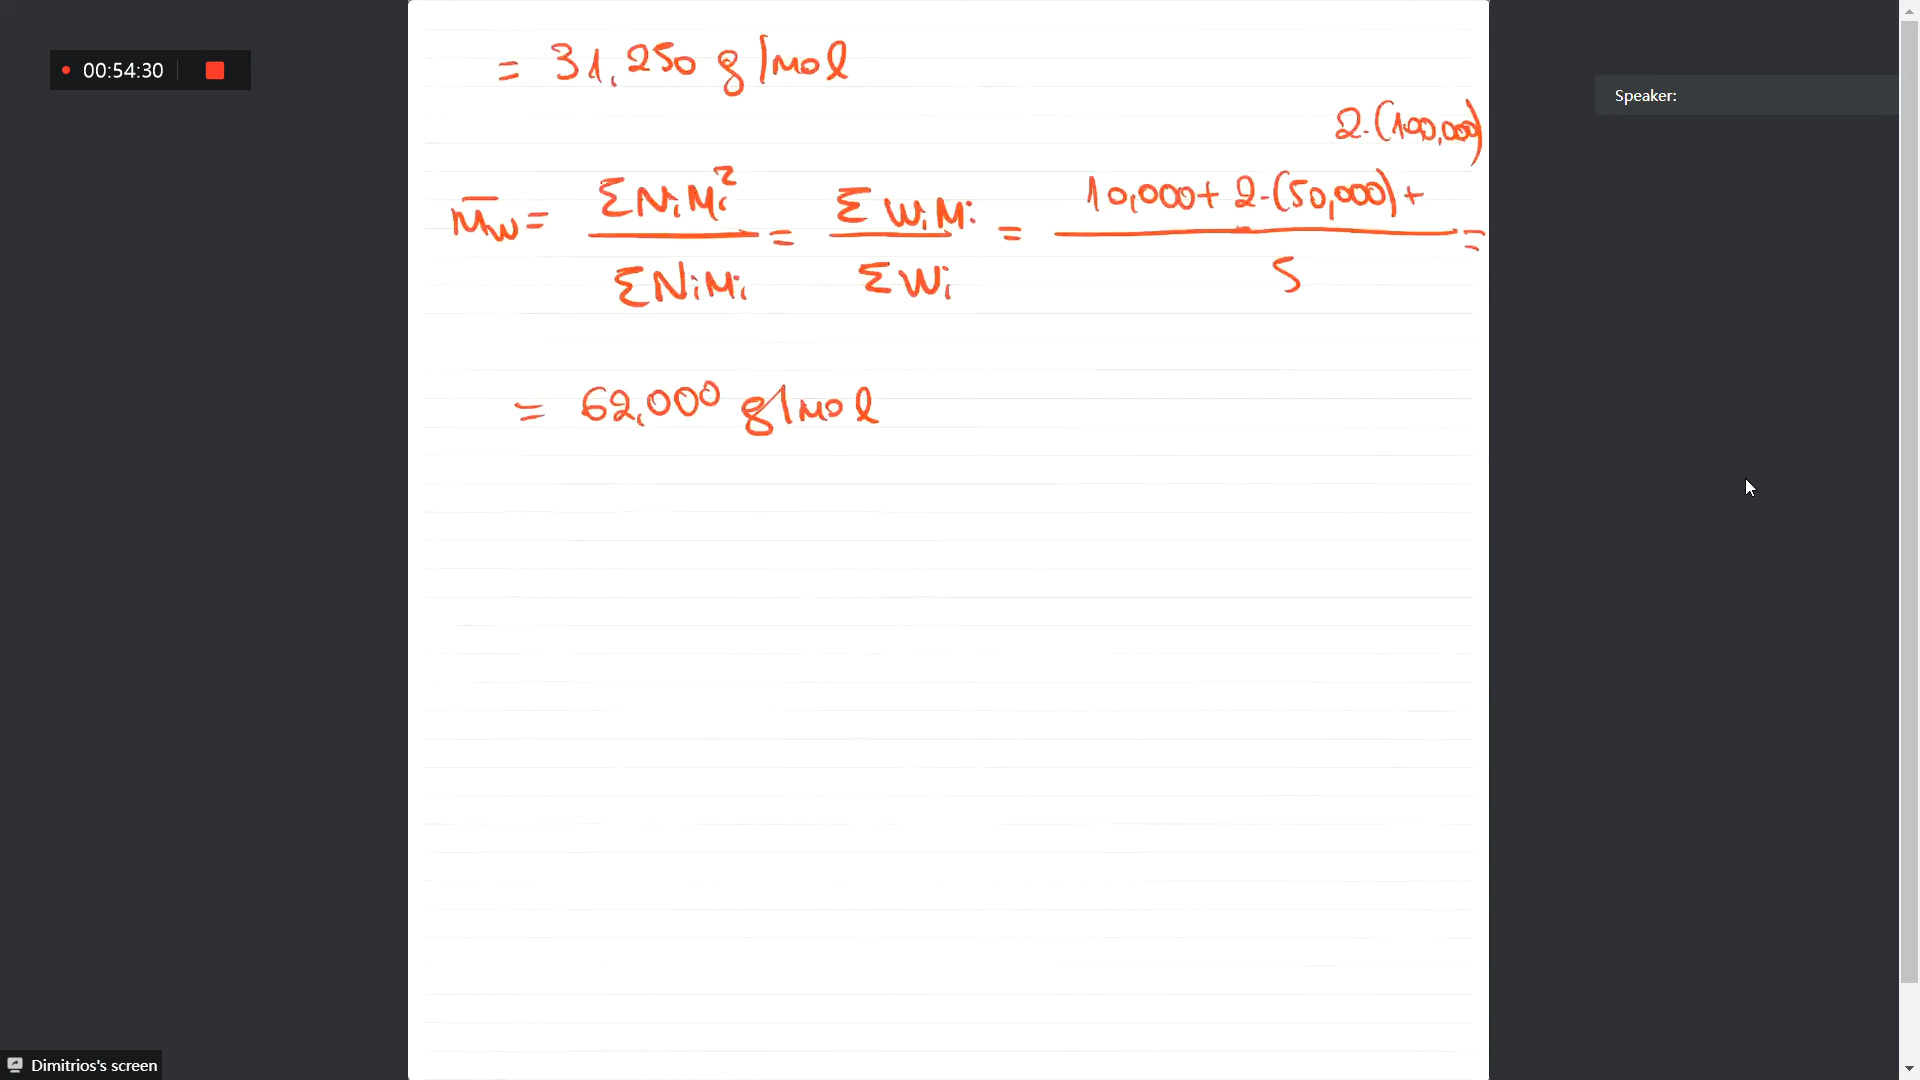 00:54:30
= 31,250 g/mol
Speaker:
2·(100,000)
M̅w = ΣNiMi² / ΣNiMi = ΣWiMi / ΣWi = 10,000 + 2·(50,000) + / 5 =
= 62,000 g/mol
Dimitrios's screen